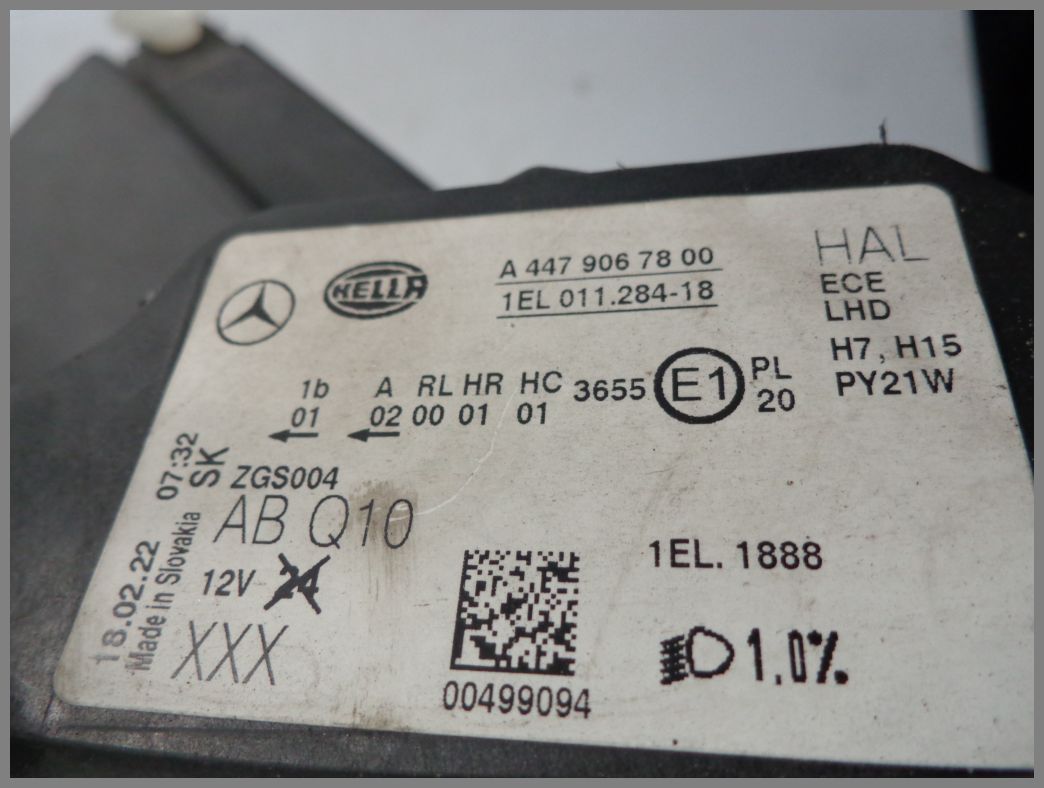 HELLA
A 447 906 78 00
1EL 011.284-18
HAL
ECE
LHD
H7, H15
PY21W
1b A RL HR HC 3655 E1 PL
01 02 00 01 01 20
ZGS004
AB Q10
12V 24
XXX
18.02.22 07:32
Made in Slovakia SK
00499094
1EL. 1888
1.0%